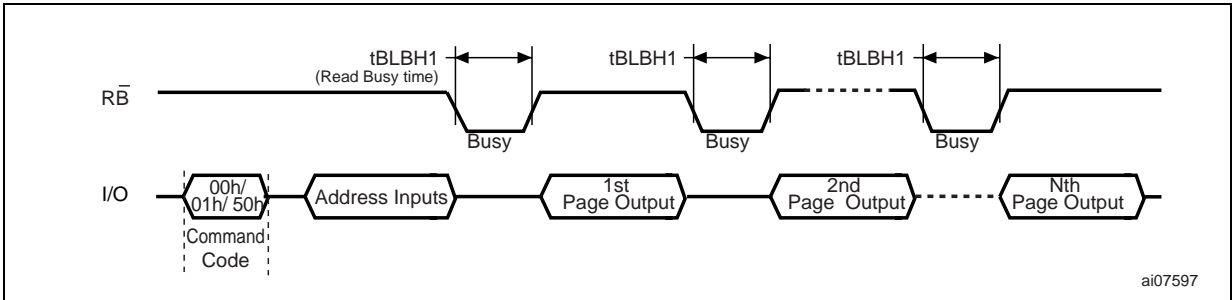 tBLBH1 tBLBH1 tBLBH1
(Read Busy time)
RB̅
Busy Busy Busy
00h/ 1st 2nd Nth
I/O 01h/ 50h Address Inputs Page Output Page Output Page Output
Command
Code
ai07597